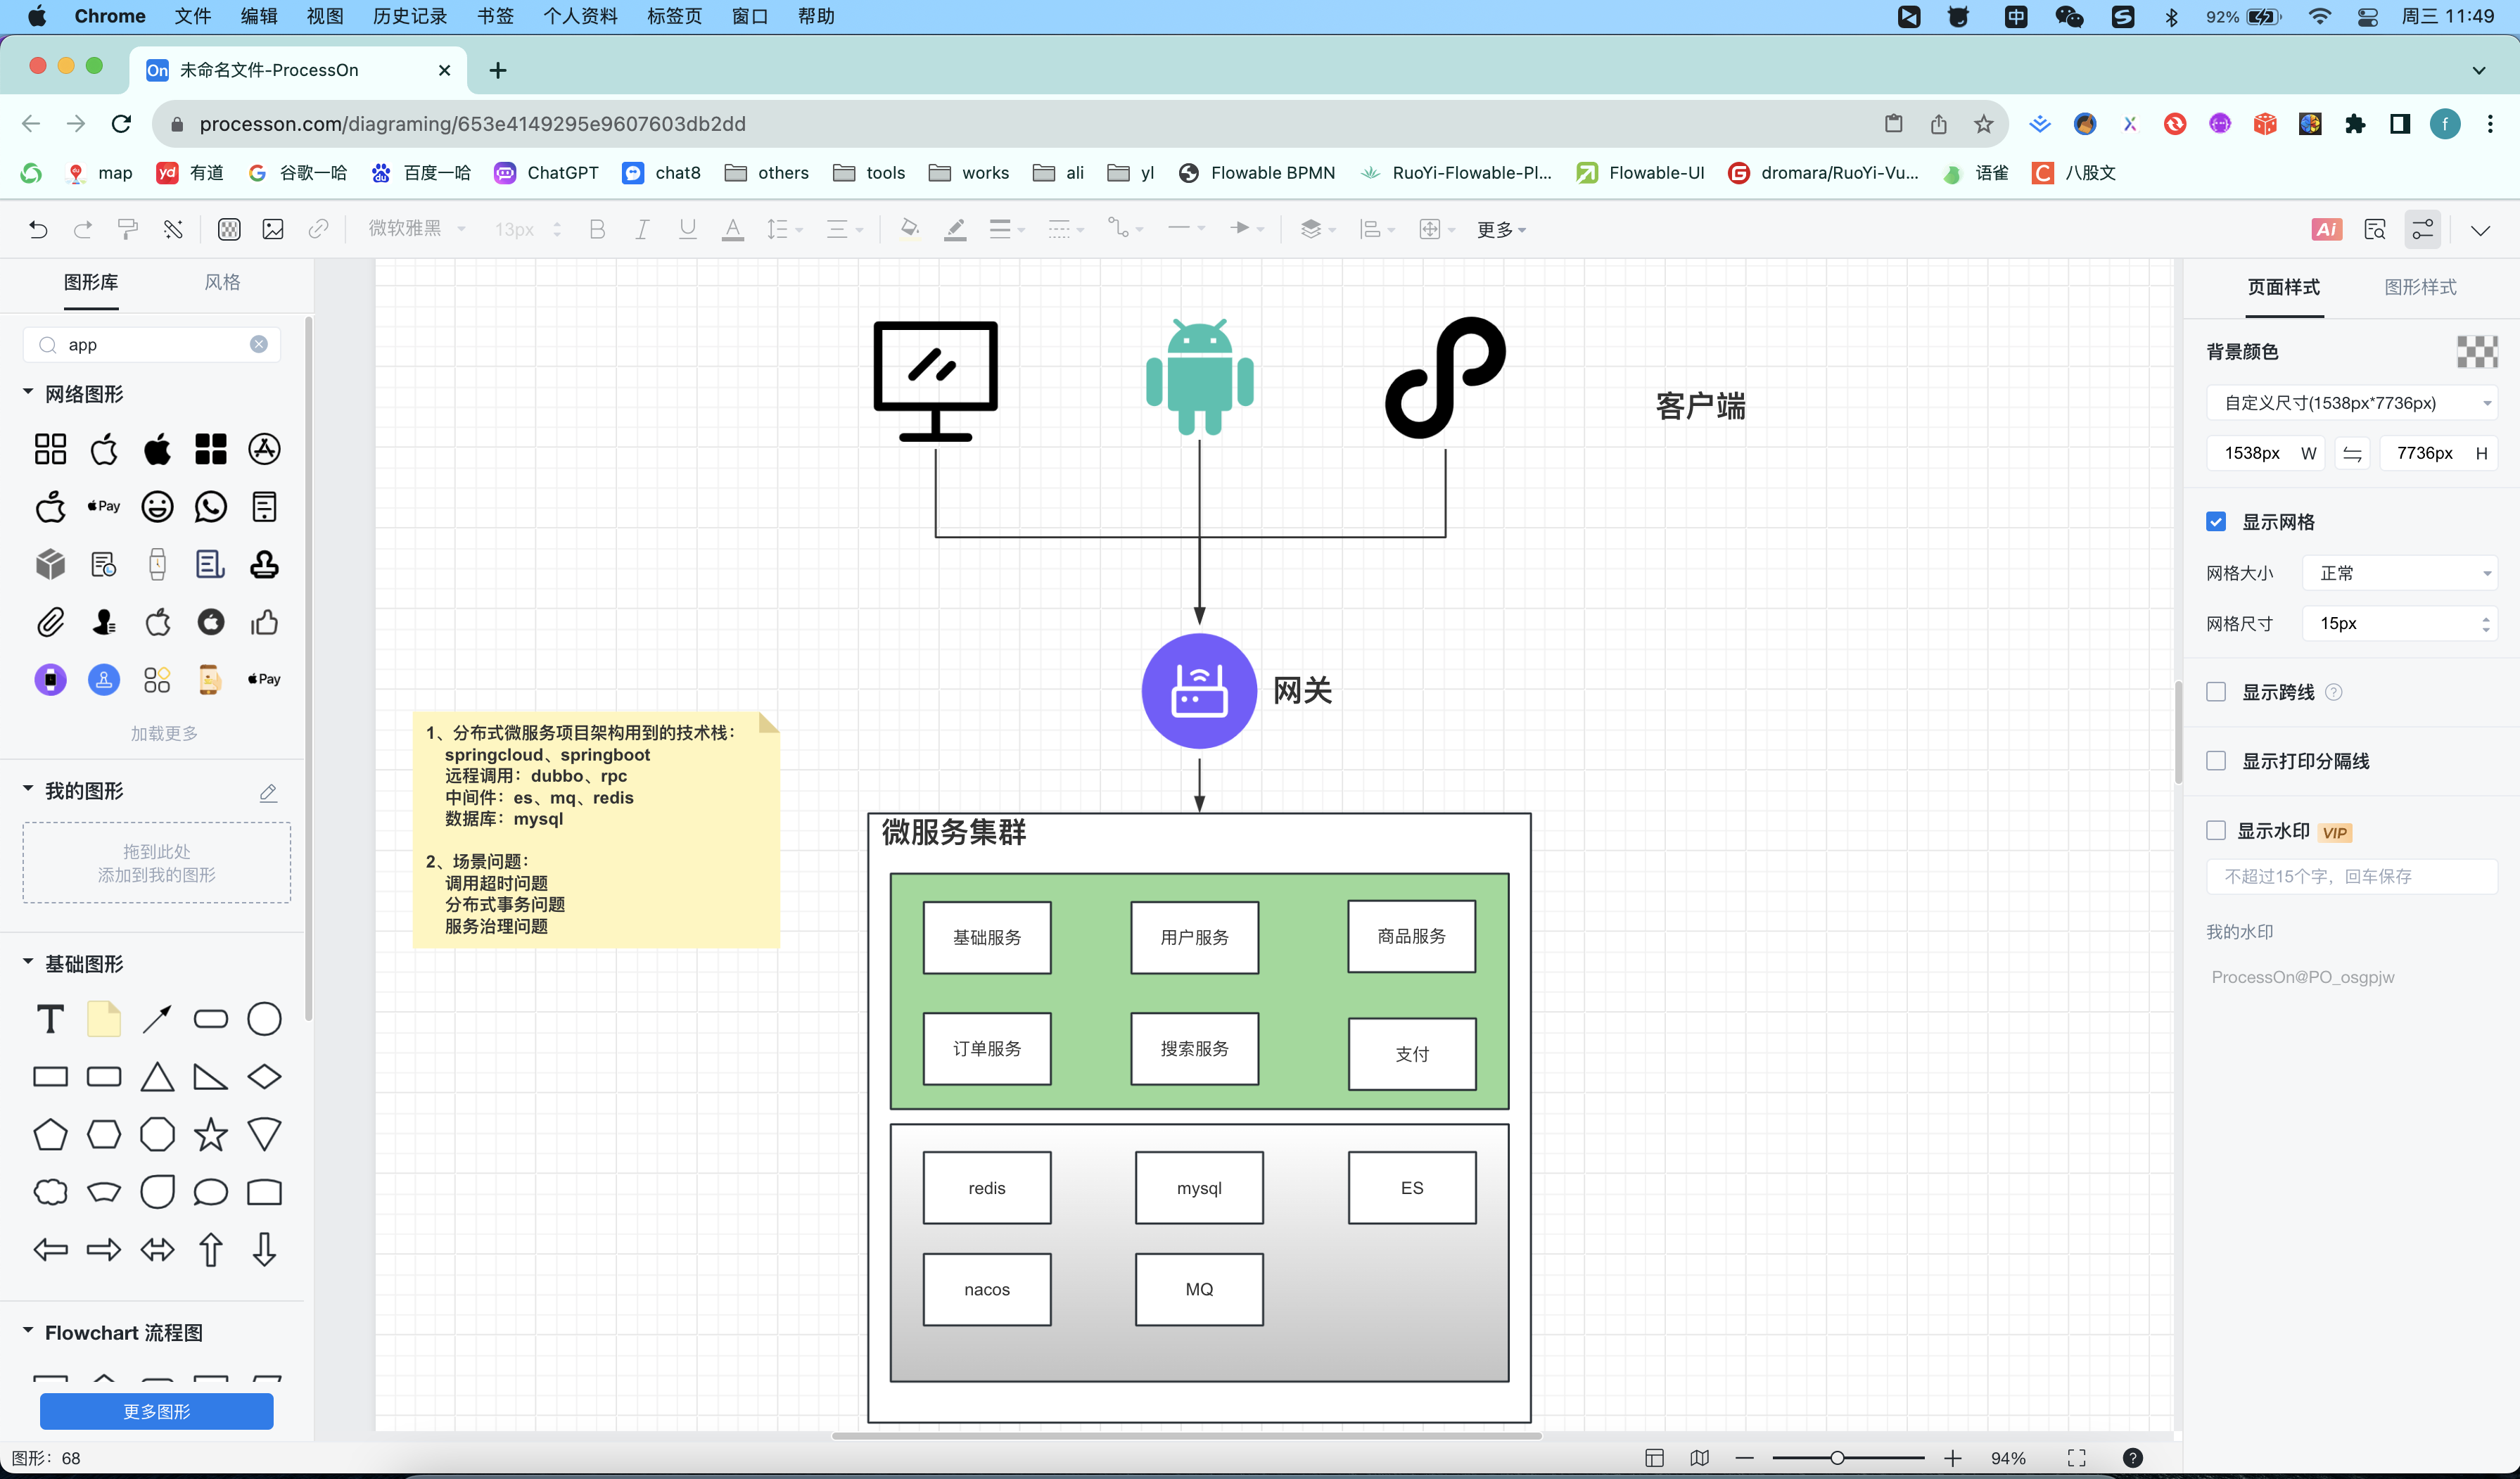 Chrome 文件 编辑 视图 历史记录 书签 个人资料 标签页 窗口 帮助 中 92% 周三 11:49
On 未命名文件-ProcessOn
processon.com/diagraming/653e4149295e9607603db2dd f
map yd 有道 谷歌一哈 du 百度一哈 ChatGPT chat8 others tools works ali yl Flowable BPMN RuoYi-Flowable-Pl... Flowable-UI dromara/RuoYi-Vu... 语雀 C 八股文
微软雅黑 13px B I U A 更多 Ai
图形库 风格
app
网络图形
Pay
Pay
加载更多
我的图形
拖到此处
添加到我的图形
基础图形
T
Flowchart 流程图
更多图形
图形：68
客户端
网关
1、分布式微服务项目架构用到的技术栈：
springcloud、springboot
远程调用：dubbo、rpc
中间件：es、mq、redis
数据库：mysql
2、场景问题：
调用超时问题
分布式事务问题
服务治理问题
微服务集群
基础服务 用户服务 商品服务
订单服务 搜索服务 支付
redis mysql ES
nacos MQ
页面样式 图形样式
背景颜色
自定义尺寸(1538px*7736px)
1538px W 7736px H
显示网格
网格大小 正常
网格尺寸 15px
显示跨线 ?
显示打印分隔线
显示水印 VIP
不超过15个字，回车保存
我的水印
ProcessOn@PO_osgpjw
94% ?